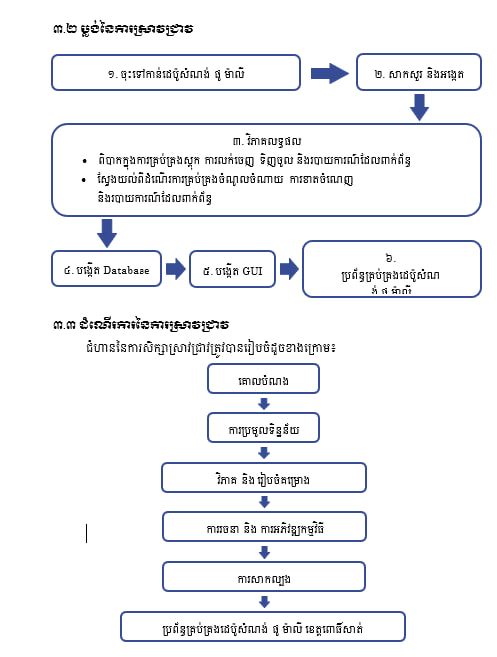 ៣.២ ប្លង់នៃការស្រាវជ្រាវ
១. ចុះទៅកាន់ដេប៉ូសំណង់ ផូ ម៉ាលី
២. សាកសួរ និងអង្កេត
៣. វិភាគលទ្ធផល
• ពិបាកក្នុងការគ្រប់គ្រងស្តុក ការលក់ចេញ ទិញចូល និងរបាយការណ៍ដែលពាក់ព័ន្ធ
• ស្វែងយល់ពីដំណើរការគ្រប់គ្រងចំណូលចំណាយ ការខាតចំណេញ
និងរបាយការណ៍ដែលពាក់ព័ន្ធ
៤. បង្កើត Database
៥. បង្កើត GUI
៦.
ប្រព័ន្ធគ្រប់គ្រងដេប៉ូសំណ
ង់ ផូ ម៉ាលី
៣.៣ ដំណើរការនៃការស្រាវជ្រាវ
ជំហាននៃការសិក្សាស្រាវជ្រាវត្រូវបានរៀបចំដូចខាងក្រោម៖
គោលបំណង
ការប្រមូលទិន្នន័យ
វិភាគ និង រៀបចំគម្រោង
ការរចនា និង ការអភិវឌ្ឍកម្មវិធី
ការសាកល្បង
ប្រព័ន្ធគ្រប់គ្រងដេប៉ូសំណង់ ផូ ម៉ាលី ខេត្តពោធិ៍សាត់